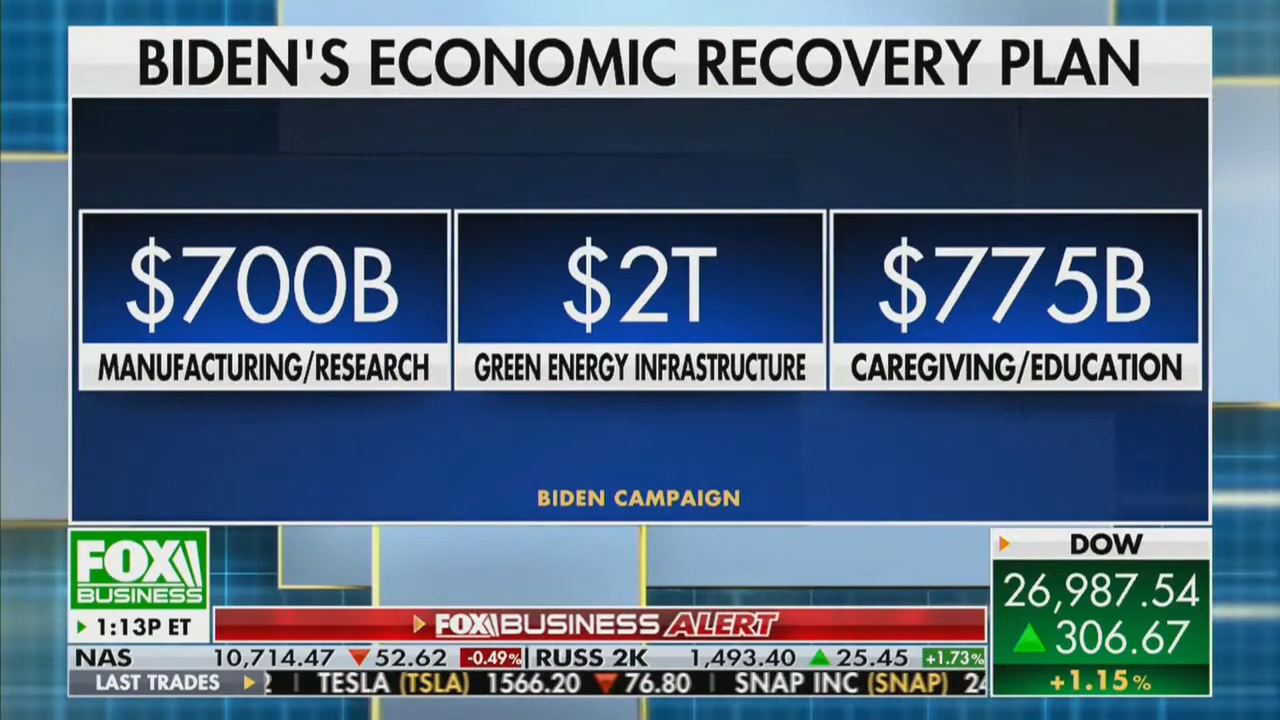 BIDEN'S ECONOMIC RECOVERY PLAN
$700B
MANUFACTURING/RESEARCH
$2T
GREEN ENERGY INFRASTRUCTURE
$775B
CAREGIVING/EDUCATION
BIDEN CAMPAIGN
FOX
BUSINESS
1:13P ET
FOX BUSINESS ALERT
DOW
26,987.54
306.67
+1.15%
NAS 10,714.47 52.62 -0.49% RUSS 2K 1,493.40 25.45 +1.73%
LAST TRADES TESLA (TSLA) 1566.20 76.80 SNAP INC (SNAP)